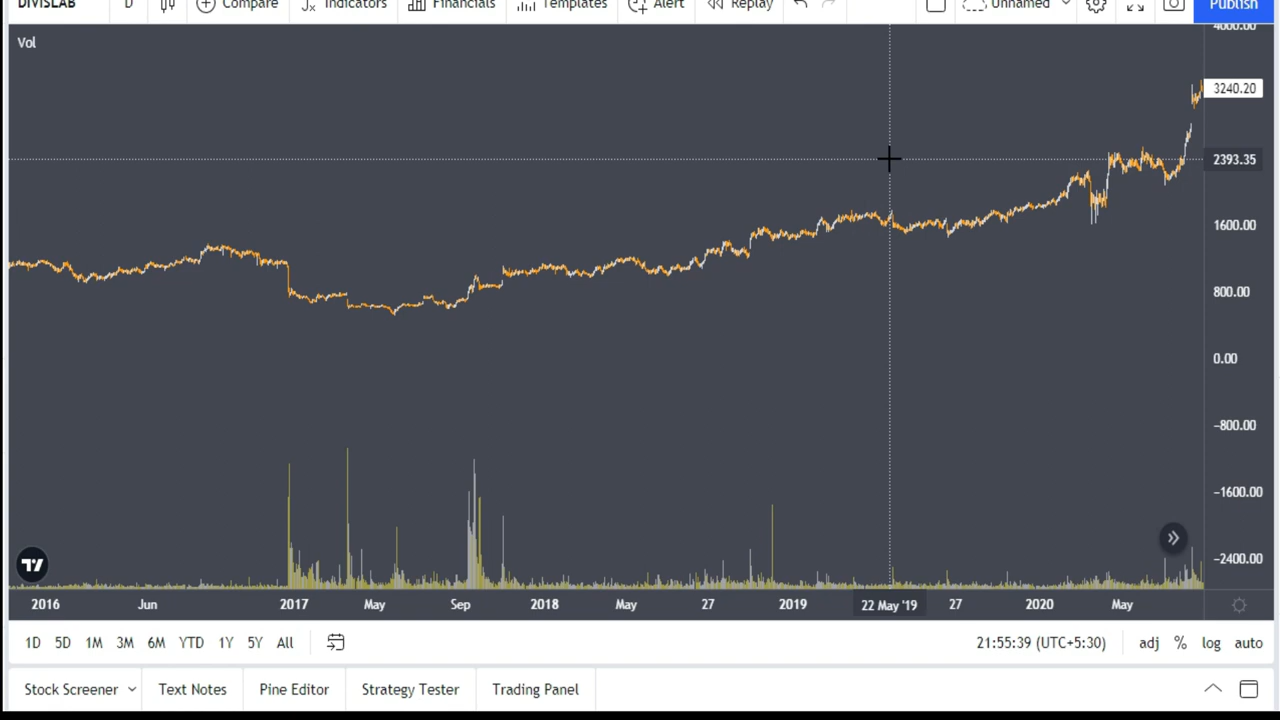 DIVISLAB D Compare Indicators Financials Templates Alert Replay Unnamed Publish
4000.00
Vol
3240.20
2393.35
1600.00
800.00
0.00
-800.00
-1600.00
-2400.00
2016 Jun 2017 May Sep 2018 May 27 2019 22 May '19 27 2020 May
1D 5D 1M 3M 6M YTD 1Y 5Y All 21:55:39 (UTC+5:30) adj % log auto
Stock Screener Text Notes Pine Editor Strategy Tester Trading Panel